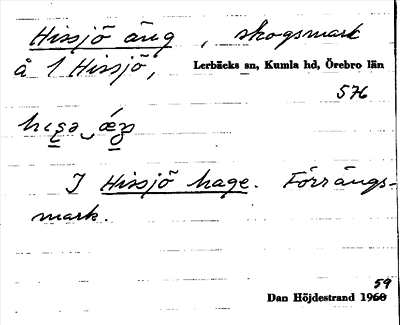 Hissjö äng, skogsmark
å 1 Hissjö, Lerbäcks sn, Kumla hd, Örebro län
576
I Hissjö hage. Förr ängs-
mark.
59
Dan Höjdestrand 1960